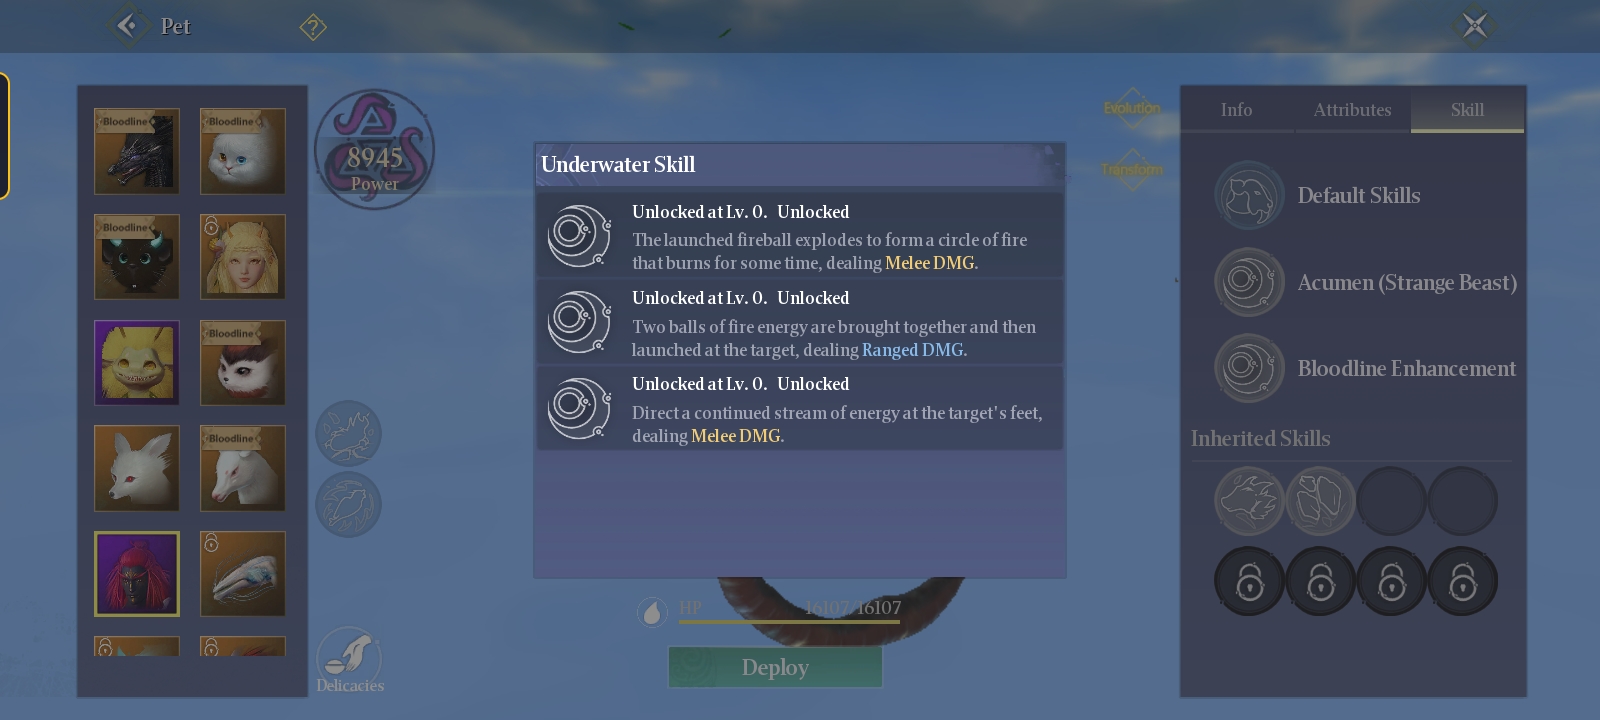 Pet
?
Bloodline
Bloodline
Bloodline
Bloodline
Bloodline
8945
Power
Delicacies
Underwater Skill
Unlocked at Lv. 0. Unlocked
The launched fireball explodes to form a circle of fire
that burns for some time, dealing Melee DMG.
Unlocked at Lv. 0. Unlocked
Two balls of fire energy are brought together and then
launched at the target, dealing Ranged DMG.
Unlocked at Lv. 0. Unlocked
Direct a continued stream of energy at the target's feet,
dealing Melee DMG.
HP 16107/16107
Deploy
Evolution
Transform
Info Attributes Skill
Default Skills
Acumen (Strange Beast)
Bloodline Enhancement
Inherited Skills